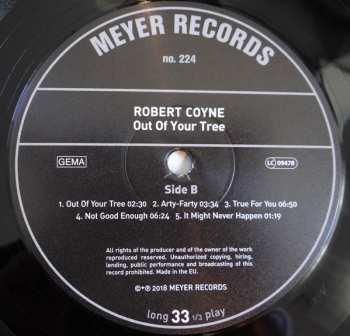 MEYER RECORDS
no. 224
ROBERT COYNE
Out Of Your Tree
GEMA
LC 09478
Side B
1. Out Of Your Tree 02:30 2. Arty-Farty 03:34 3. True For You 06:50
4. Not Good Enough 06:24 5. It Might Never Happen 01:19
All rights of the producer and of the owner of the work
reproduced reserved. Unauthorized copying, hiring,
lending, public performance and broadcasting of this
record prohibited. Made in the EU.
©+℗ 2018 MEYER RECORDS
long 33 1/3 play